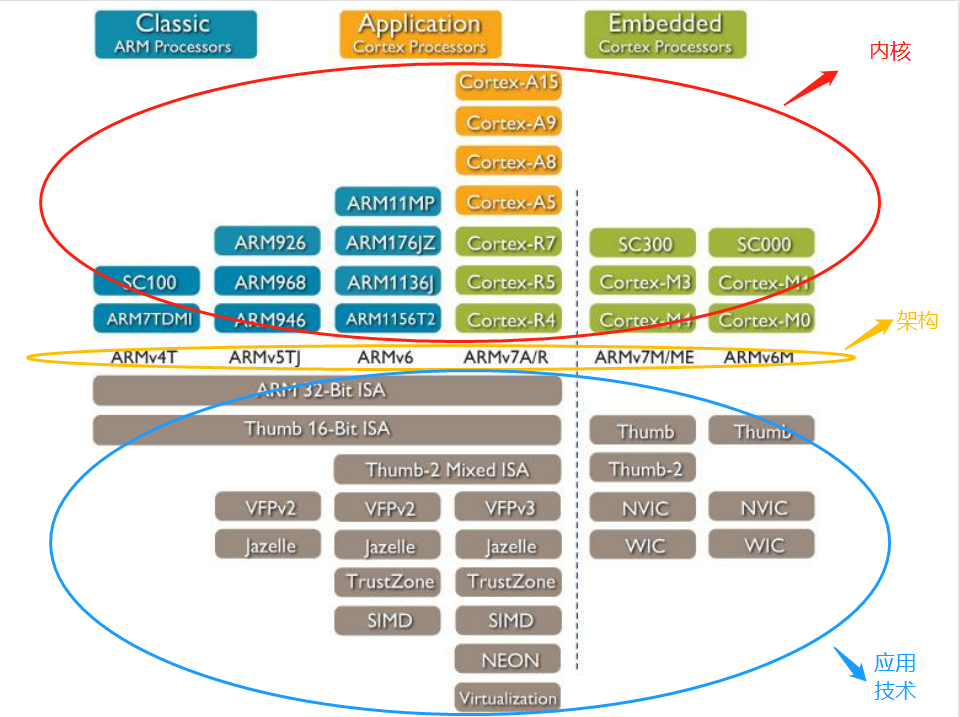 Classic
ARM Processors
Application
Cortex Processors
Embedded
Cortex Processors
内核
Cortex-A15
Cortex-A9
Cortex-A8
ARM11MP
Cortex-A5
ARM926
ARM176JZ
Cortex-R7
SC300
SC000
SC100
ARM968
ARM1136J
Cortex-R5
Cortex-M3
Cortex-M1
ARM7TDMI
ARM946
ARM1156T2
Cortex-R4
Cortex-M4
Cortex-M0
架构
ARMv4T
ARMv5TJ
ARMv6
ARMv7A/R
ARMv7M/ME
ARMv6M
ARM 32-Bit ISA
Thumb 16-Bit ISA
Thumb
Thumb
Thumb-2 Mixed ISA
Thumb-2
VFPv2
VFPv2
VFPv3
NVIC
NVIC
Jazelle
Jazelle
Jazelle
WIC
WIC
TrustZone
TrustZone
SIMD
SIMD
NEON
Virtualization
应用
技术